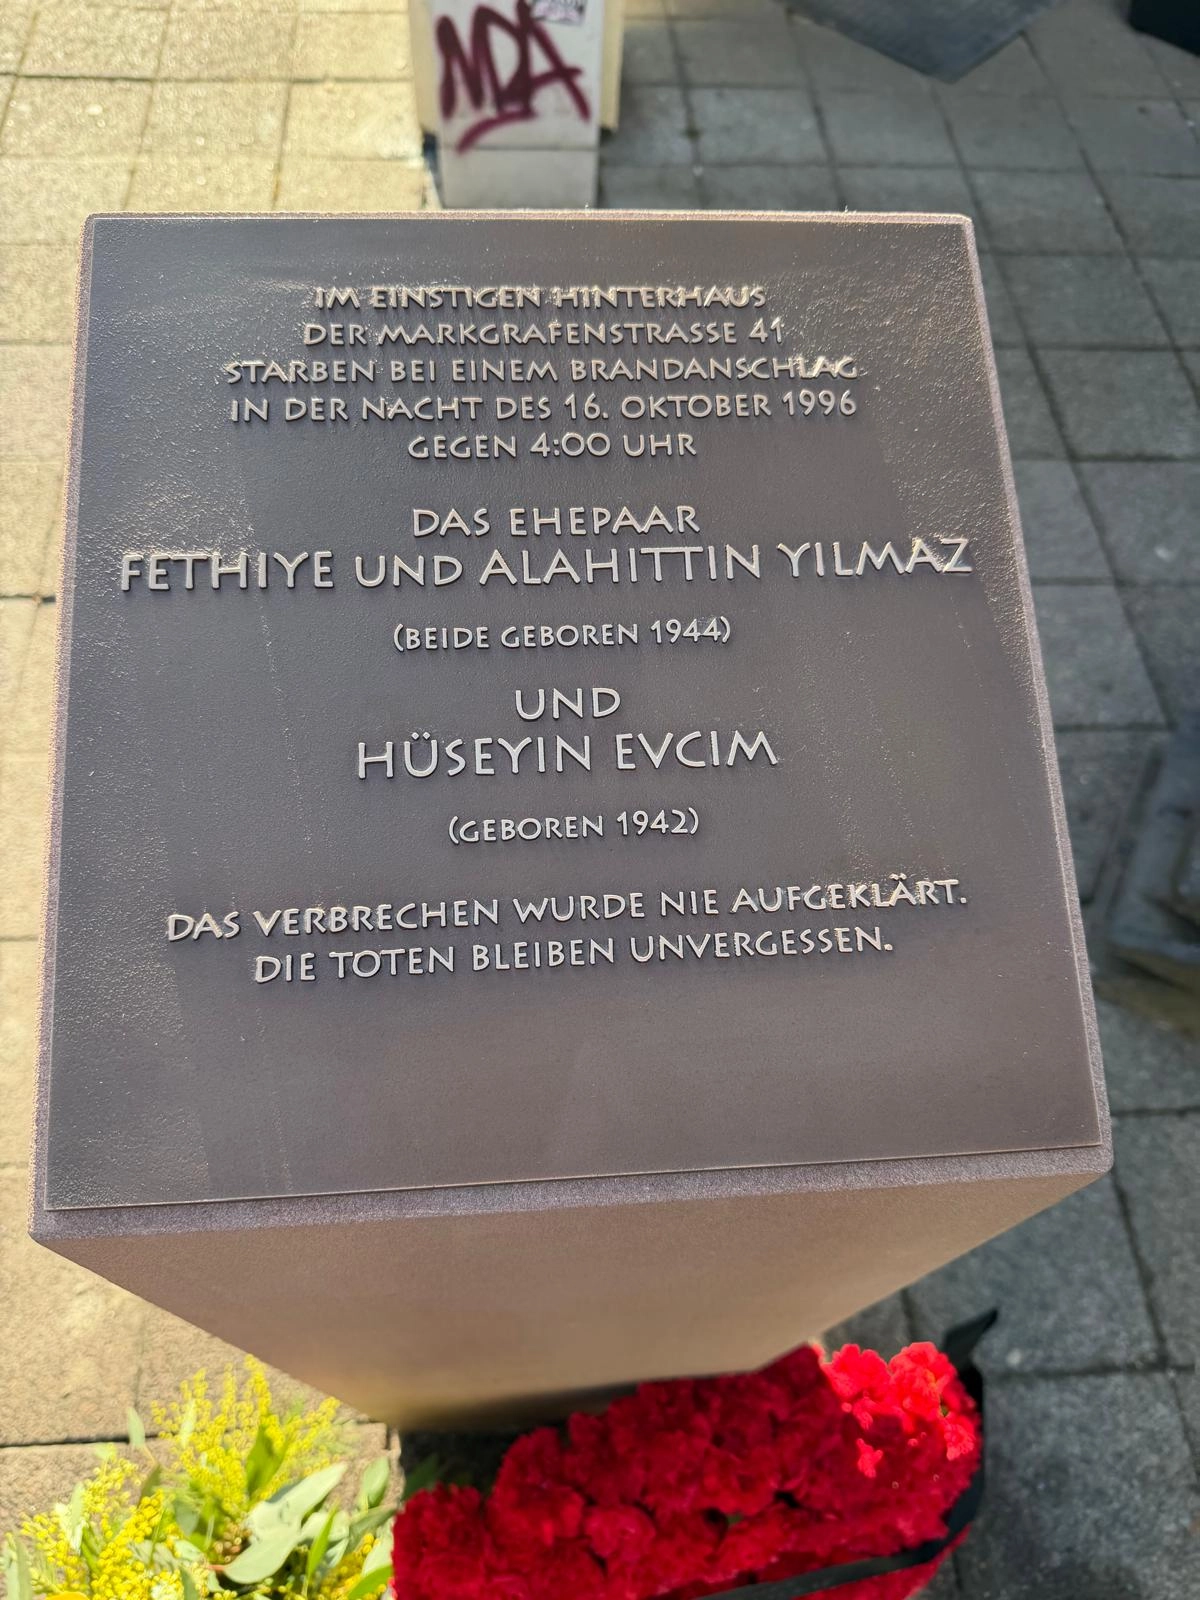 MDA
IM EINSTIGEN HINTERHAUS
DER MARKGRAFENSTRASSE 41
STARBEN BEI EINEM BRANDANSCHLAG
IN DER NACHT DES 16. OKTOBER 1996
GEGEN 4:00 UHR
DAS EHEPAAR
FETHIYE UND ALAHITTIN YILMAZ
(BEIDE GEBOREN 1944)
UND
HÜSEYIN EVCIM
(GEBOREN 1942)
DAS VERBRECHEN WURDE NIE AUFGEKLÄRT.
DIE TOTEN BLEIBEN UNVERGESSEN.